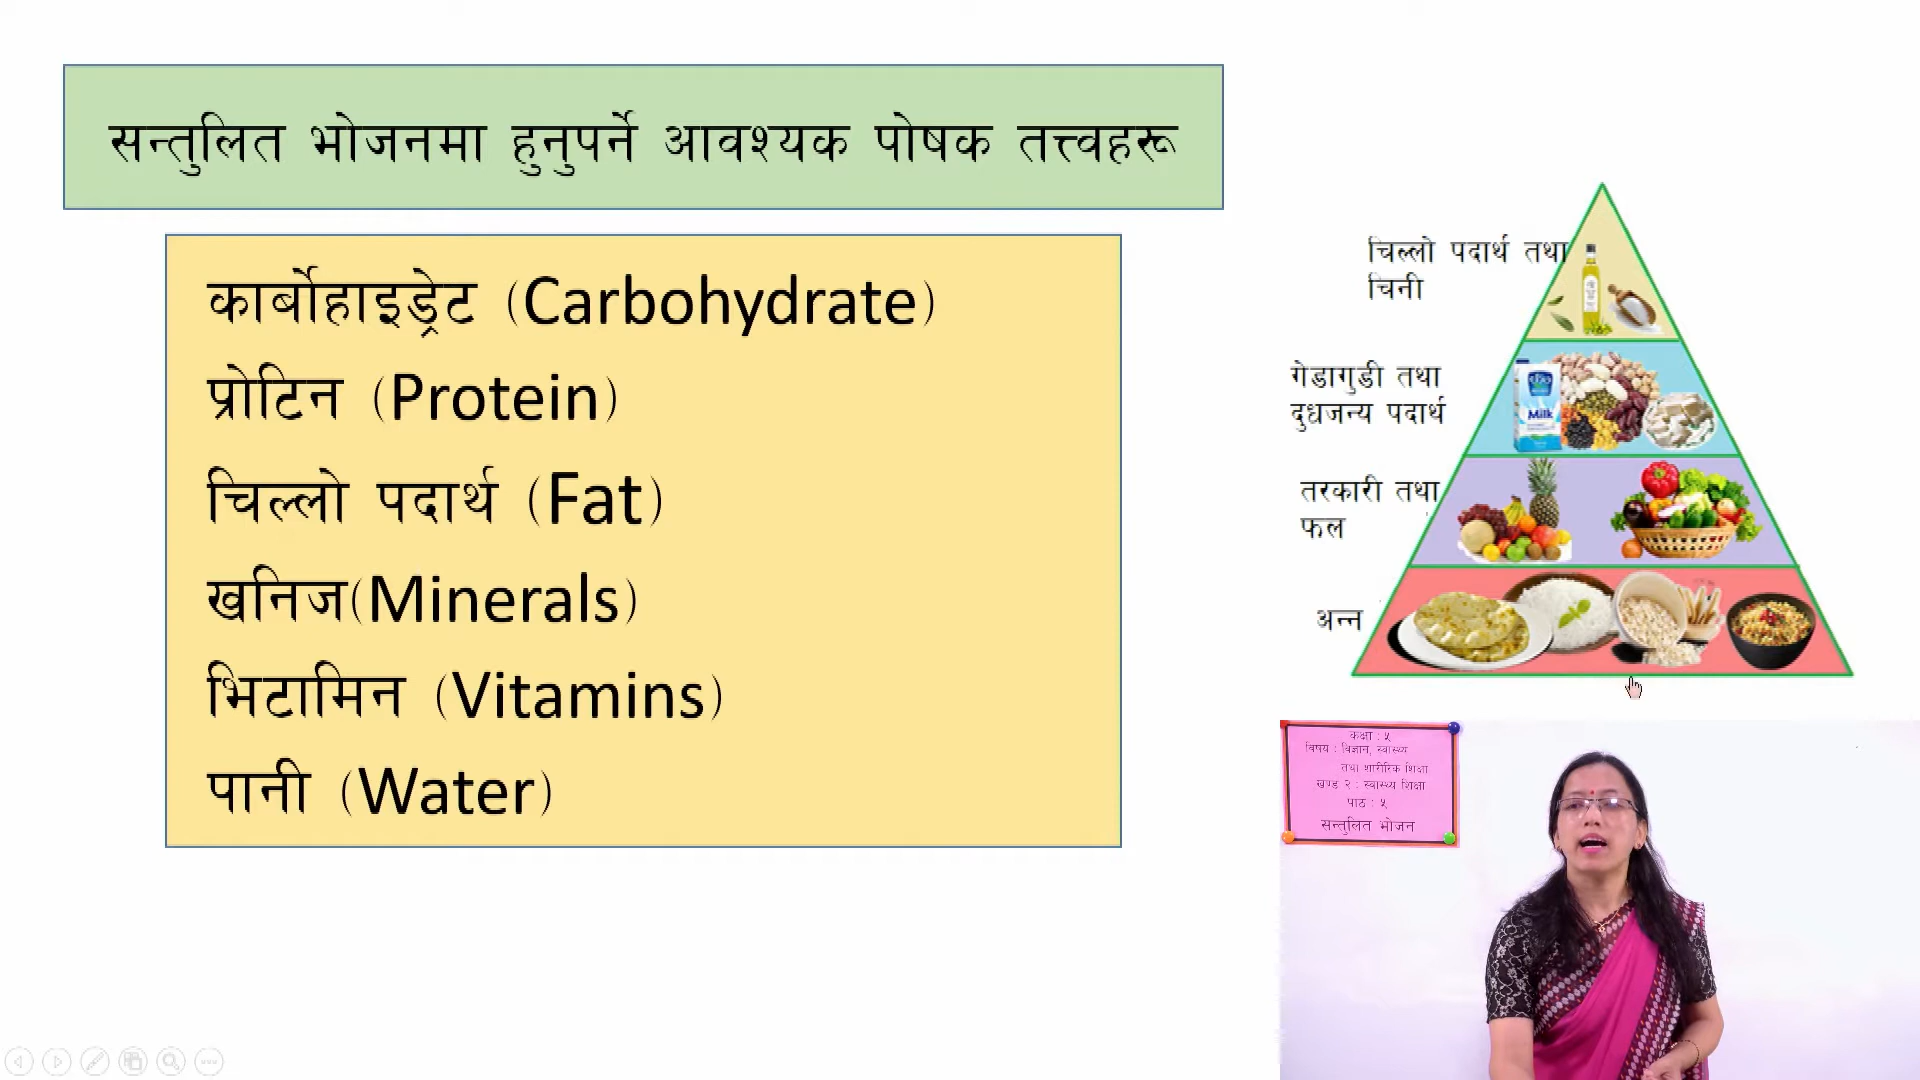 सन्तुलित भोजनमा हुनुपर्ने आवश्यक पोषक तत्त्वहरू
कार्बोहाइड्रेट (Carbohydrate)
प्रोटिन (Protein)
चिल्लो पदार्थ (Fat)
खनिज(Minerals)
भिटामिन (Vitamins)
पानी (Water)
चिल्लो पदार्थ तथा
चिनी
गेडागुडी तथा
दुधजन्य पदार्थ
Milk
तरकारी तथा
फल
अन्न
कक्षा : ५
विषय : विज्ञान, स्वास्थ्य
तथा शारीरिक शिक्षा
खण्ड २ : स्वास्थ्य शिक्षा
पाठ : ५
सन्तुलित भोजन